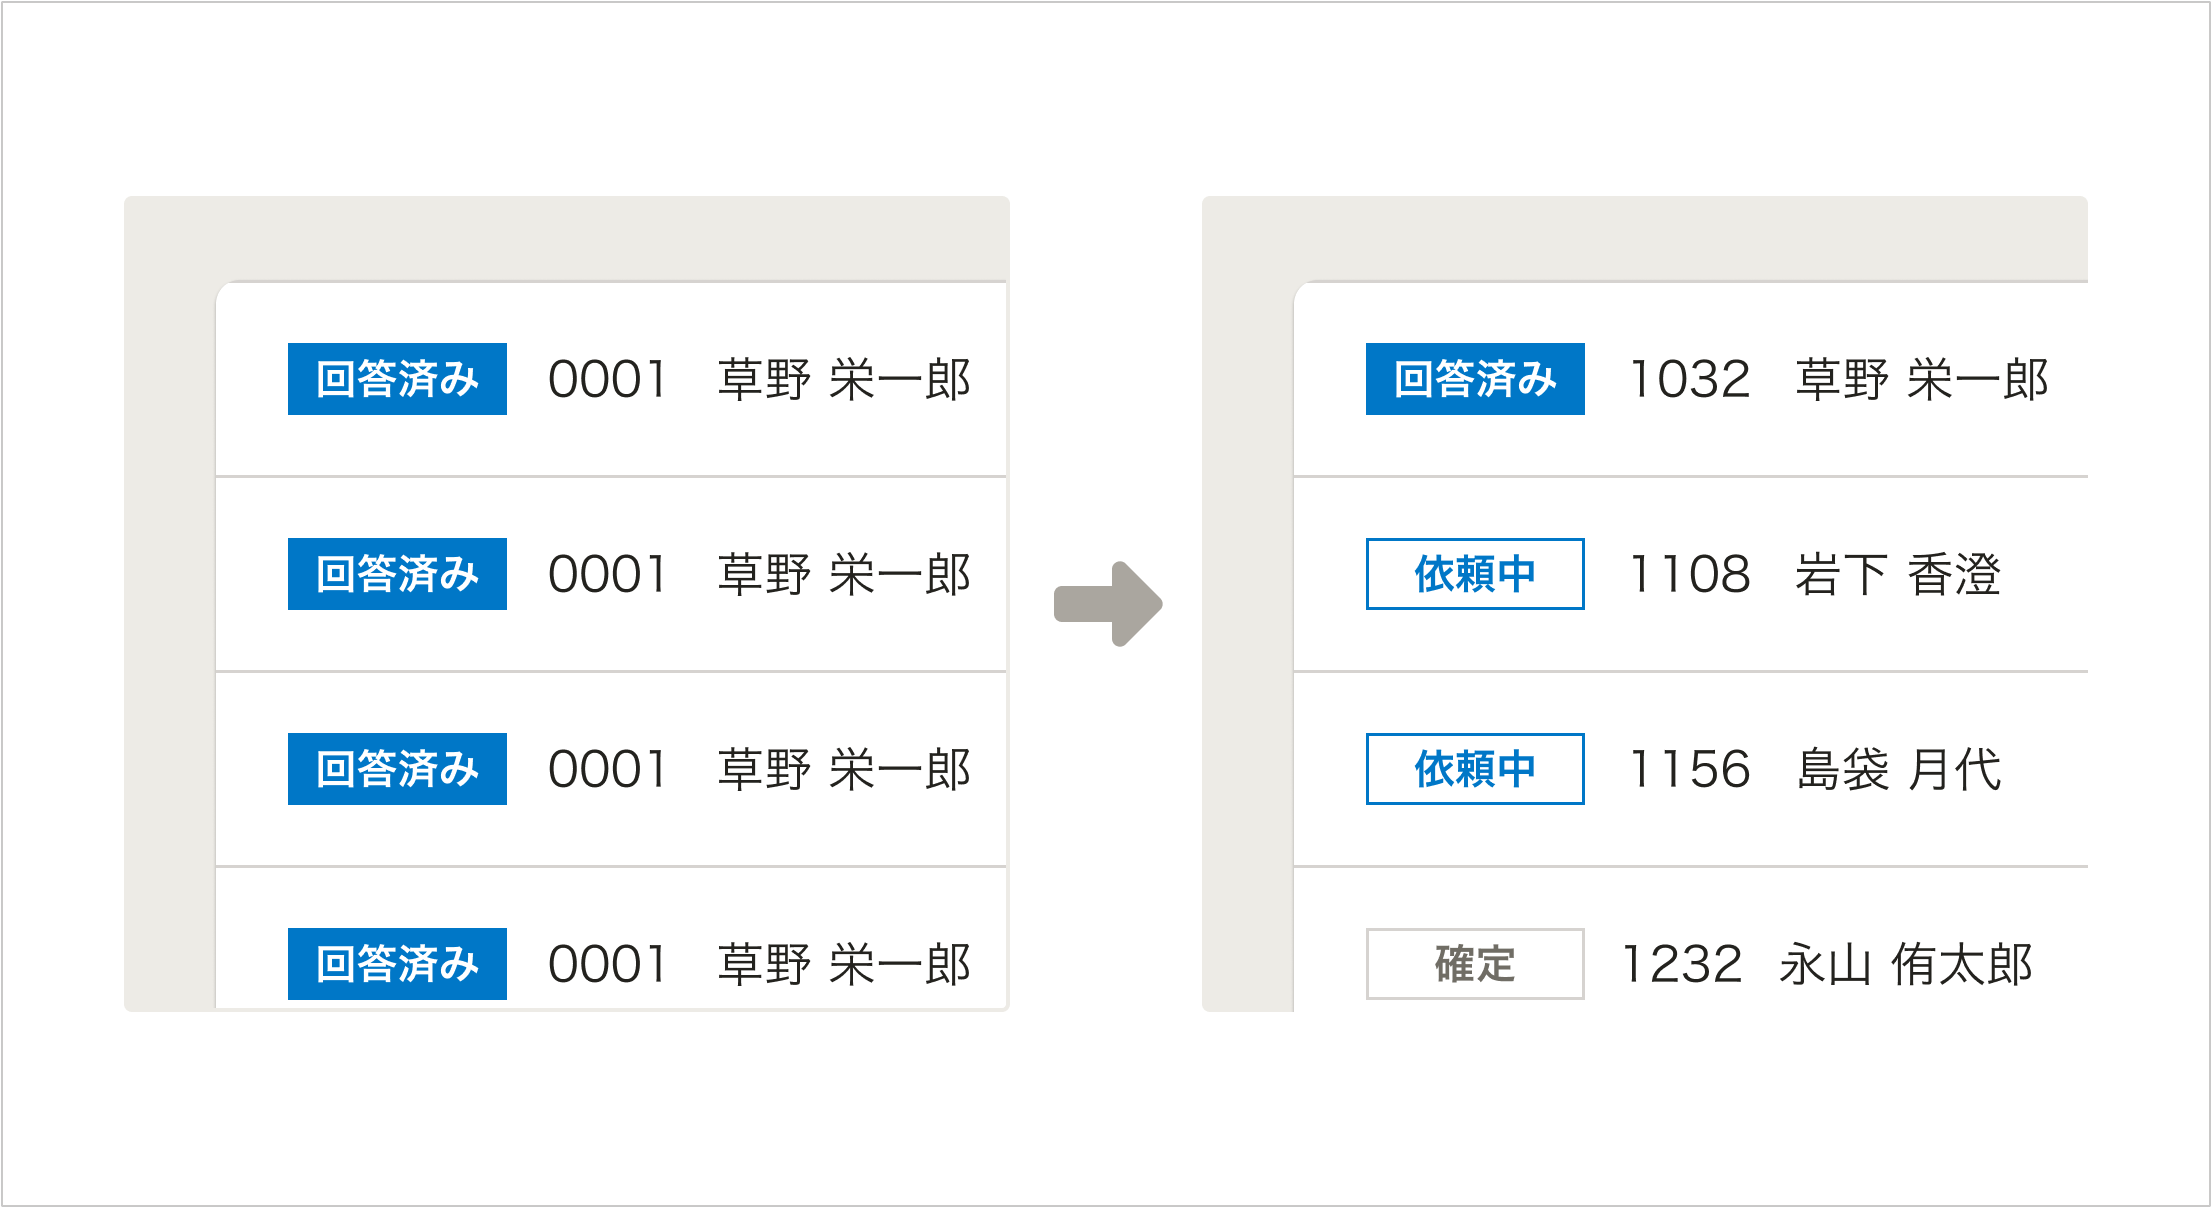 回答済み 0001 草野 栄一郎
回答済み 0001 草野 栄一郎
回答済み 0001 草野 栄一郎
回答済み 0001 草野 栄一郎
回答済み 1032 草野 栄一郎
依頼中 1108 岩下 香澄
依頼中 1156 島袋 月代
確定 1232 永山 侑太郎